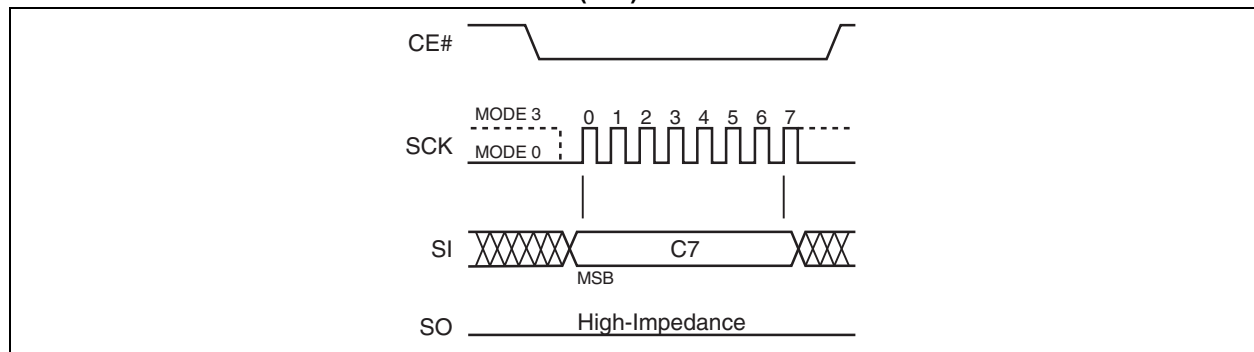 CE#
MODE 3
0 1 2 3 4 5 6 7
SCK
MODE 0
SI
C7
MSB
SO
High-Impedance